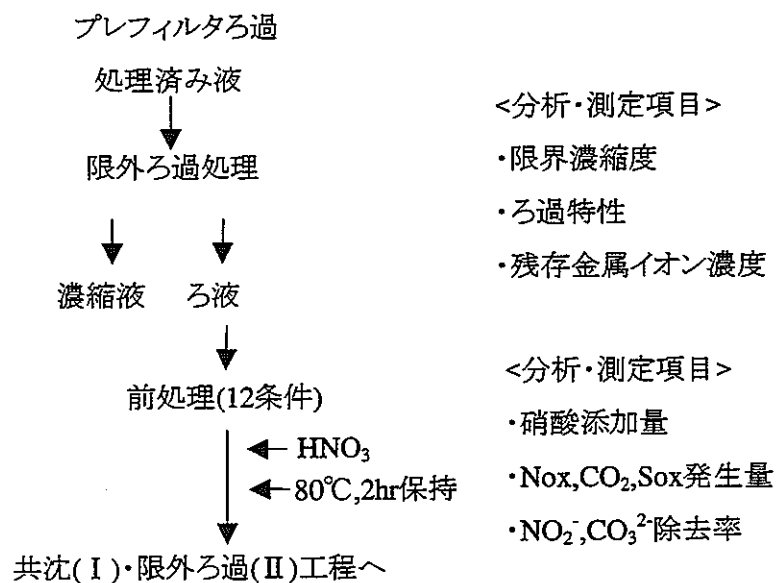 プレフィルタろ過
処理済み液
限外ろ過処理
濃縮液 ろ液
前処理(12条件)
HNO₃
80℃,2hr保持
共沈(Ⅰ)・限外ろ過(Ⅱ)工程へ
<分析・測定項目>
・限界濃縮度
・ろ過特性
・残存金属イオン濃度
<分析・測定項目>
・硝酸添加量
・Nox,CO₂,Sox発生量
・NO₂⁻,CO₃²⁻除去率